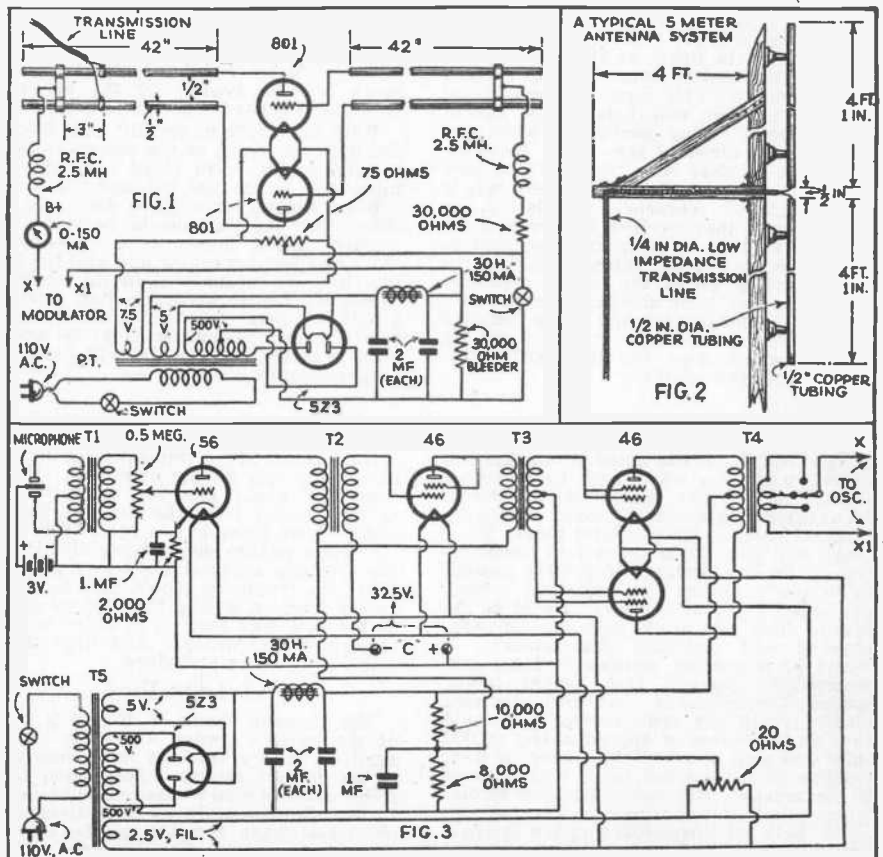 TRANSMISSION
LINE
42"
801
42"
1/2"
1/2"
3"
R.F.C.
2.5 MH
B+
0-150
MA
X
X1
TO
MODULATOR
FIG.1
801
75 OHMS
R.F.C.
2.5 MH.
30,000
OHMS
30 H.-
150 MA.
SWITCH
7.5
V.
5
V.
500V.
110V.
A.C.
P.T.
SWITCH
5Z3
2
MF
(EACH)
30,000
OHM
BLEEDER
A TYPICAL 5 METER
ANTENNA SYSTEM
4 FT.
4 FT.
1 IN.
1/2 IN
1/4 IN DIA. LOW
IMPEDANCE
TRANSMISSION
LINE
4 FT.
1 IN.
1/2 IN. DIA.
COPPER TUBING
FIG.2
1/2" COPPER
TUBING
MICROPHONE
T1
0.5 MEG.
56
T2
46
T3
46
T4
X
TO
OSC.
X1
+
-
3V.
1. MF
2,000
OHMS
32.5V.
- "C" +
30 H.
150 MA.
SWITCH
T5
5V.
5Z3
500
V.
500V
2.5 V, FIL.
110V, A.C
2
MF
(EACH)
1
MF
10,000
OHMS
8,000
OHMS
20
OHMS
FIG.3